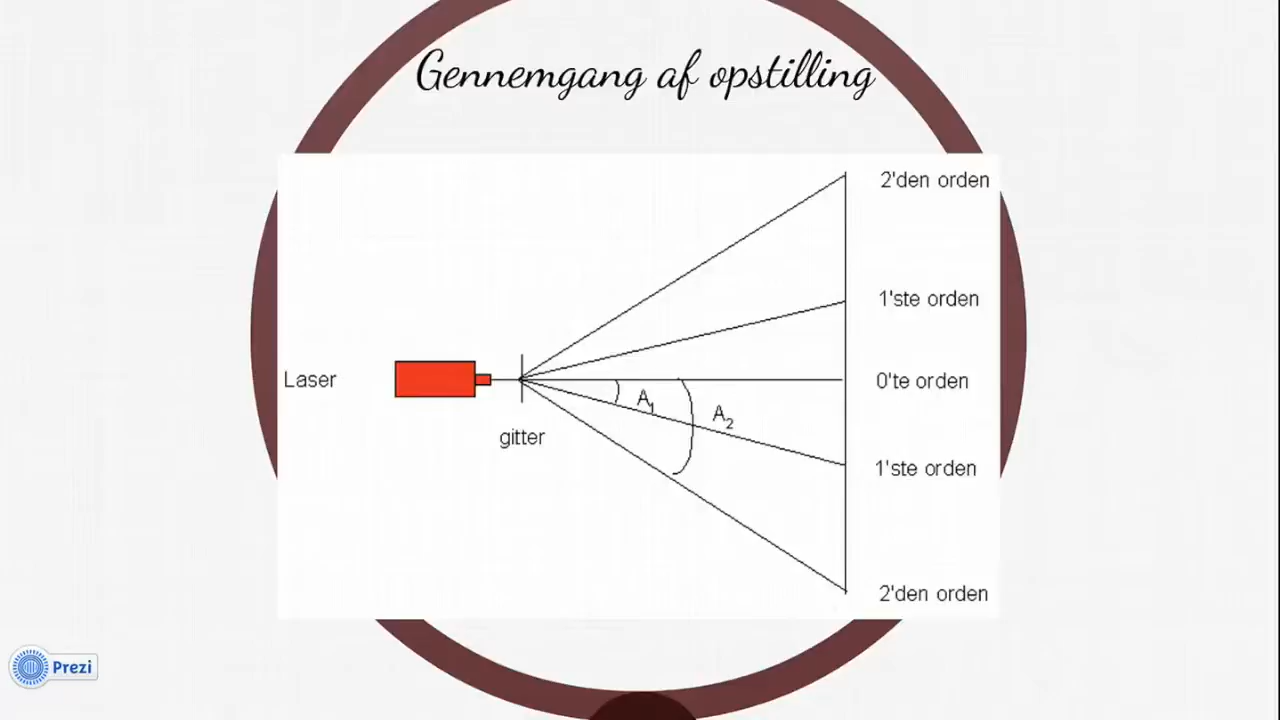 Gennemgang af opstilling
2'den orden
1'ste orden
Laser
0'te orden
A1
A2
gitter
1'ste orden
2'den orden
Prezi